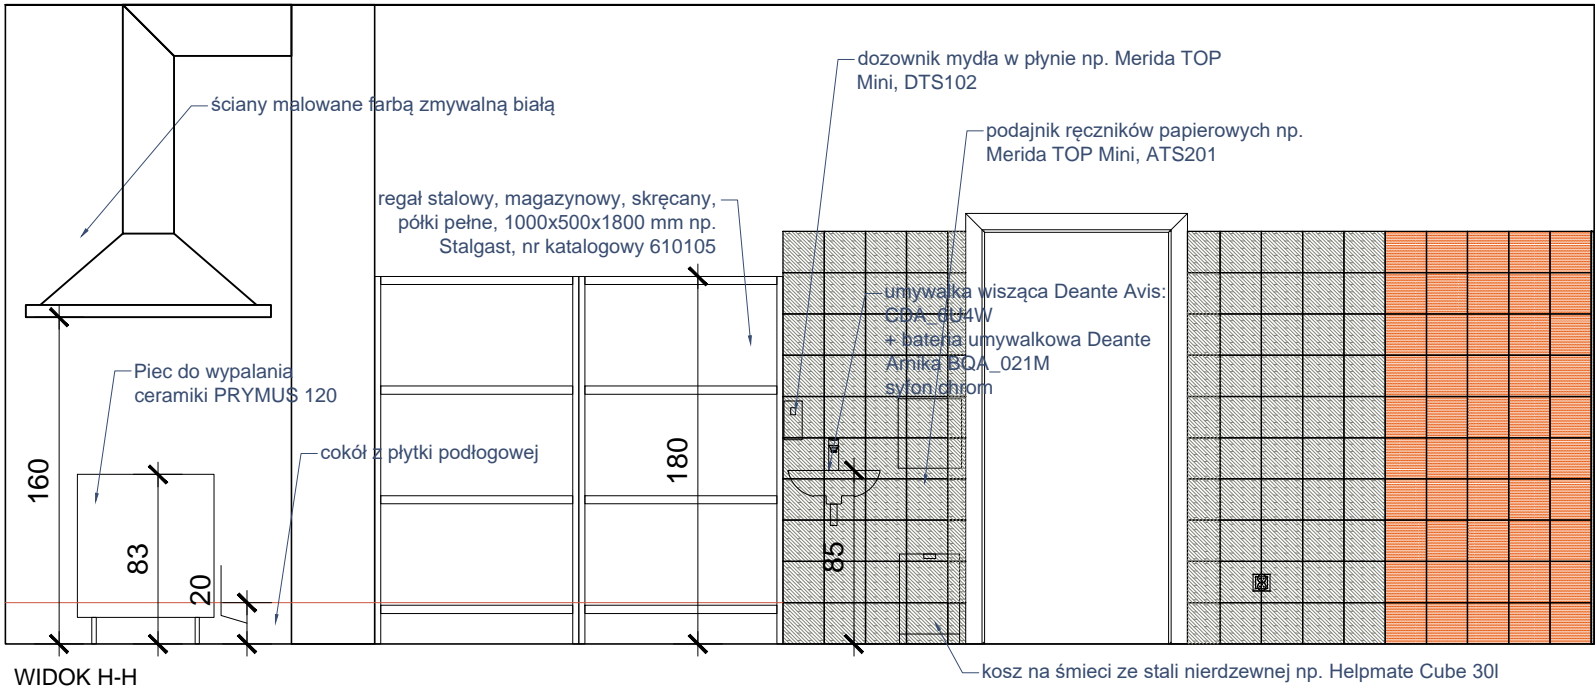 dozownik mydła w płynie np. Merida TOP
Mini, DTS102
ściany malowane farbą zmywalną białą
podajnik ręczników papierowych np.
Merida TOP Mini, ATS201
regał stalowy, magazynowy, skręcany,
półki pełne, 1000x500x1800 mm np.
Stalgast, nr katalogowy 610105
umywalka wisząca Deante Avis:
CDA_6U4W
+ bateria umywalkowa Deante
Arnika BQA_021M
syfon chrom
Piec do wypalania
ceramiki PRYMUS 120
cokół z płytki podłogowej
160
83
20
180
85
kosz na śmieci ze stali nierdzewnej np. Helpmate Cube 30l
WIDOK H-H